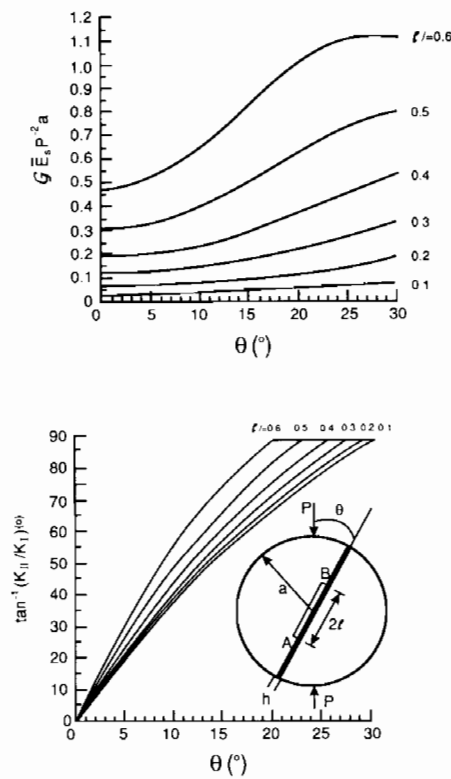 𝒢 Ēs P⁻² a
1.2
1.1
1.0
0.9
0.8
0.7
0.6
0.5
0.4
0.3
0.2
0.1
0
ℓ/=0.6
0.5
0.4
0 3
0.2
0 1
0 5 10 15 20 25 30
θ (°)
tan⁻¹ (K_II / K_I)(o)
90
80
70
60
50
40
30
20
10
0
ℓ/=0.6 0.5 0.4 0.3 0.2 0.1
P
θ
B
a
2ℓ
A
h
P
0 5 10 15 20 25 30
θ (°)